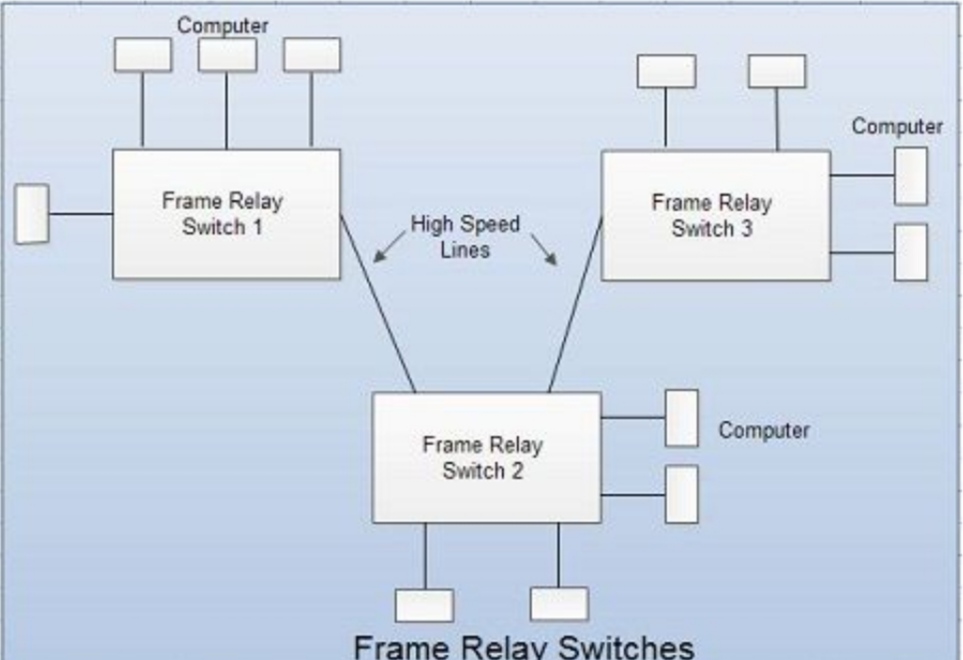 Computer
Frame Relay
Switch 1
High Speed
Lines
Frame Relay
Switch 3
Computer
Frame Relay
Switch 2
Computer
Frame Relay Switches